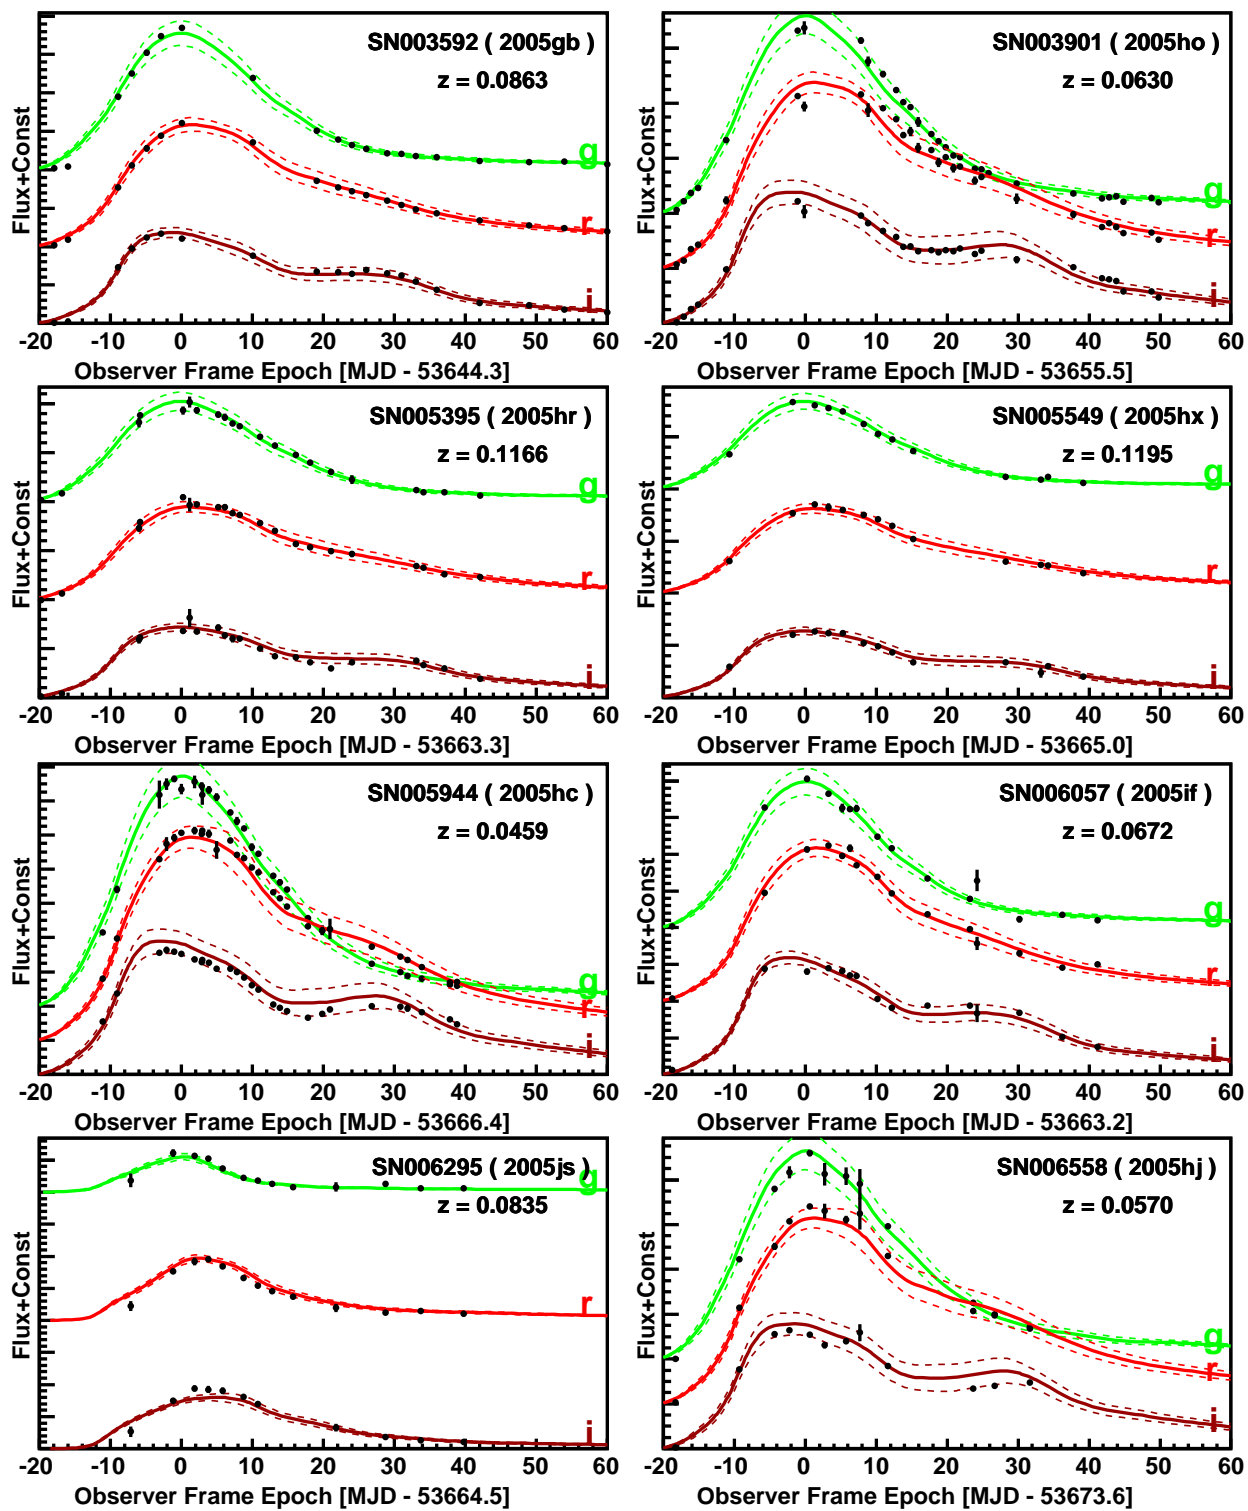 Flux+Const
SN003592 ( 2005gb )
z = 0.0863
g
r
i
-20 -10 0 10 20 30 40 50 60
Observer Frame Epoch [MJD - 53644.3]
Flux+Const
SN003901 ( 2005ho )
z = 0.0630
g
r
i
-20 -10 0 10 20 30 40 50 60
Observer Frame Epoch [MJD - 53655.5]
Flux+Const
SN005395 ( 2005hr )
z = 0.1166
g
r
i
-20 -10 0 10 20 30 40 50 60
Observer Frame Epoch [MJD - 53663.3]
Flux+Const
SN005549 ( 2005hx )
z = 0.1195
g
r
i
-20 -10 0 10 20 30 40 50 60
Observer Frame Epoch [MJD - 53665.0]
Flux+Const
SN005944 ( 2005hc )
z = 0.0459
g
r
i
-20 -10 0 10 20 30 40 50 60
Observer Frame Epoch [MJD - 53666.4]
Flux+Const
SN006057 ( 2005if )
z = 0.0672
g
r
i
-20 -10 0 10 20 30 40 50 60
Observer Frame Epoch [MJD - 53663.2]
Flux+Const
SN006295 ( 2005js )
z = 0.0835
g
r
i
-20 -10 0 10 20 30 40 50 60
Observer Frame Epoch [MJD - 53664.5]
Flux+Const
SN006558 ( 2005hj )
z = 0.0570
g
r
i
-20 -10 0 10 20 30 40 50 60
Observer Frame Epoch [MJD - 53673.6]